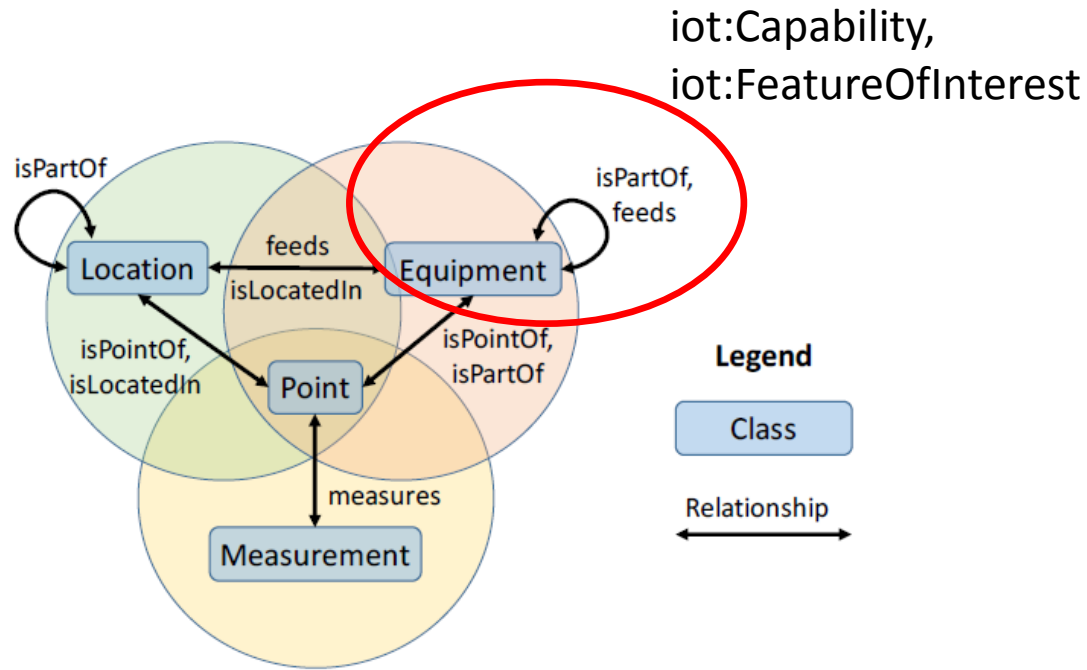 iot:Capability,
iot:FeatureOfInterest
isPartOf
isPartOf,
feeds
feeds
Location
Equipment
isLocatedIn
isPointOf,
isLocatedIn
isPointOf,
isPartOf
Point
Legend
Class
measures
Relationship
Measurement